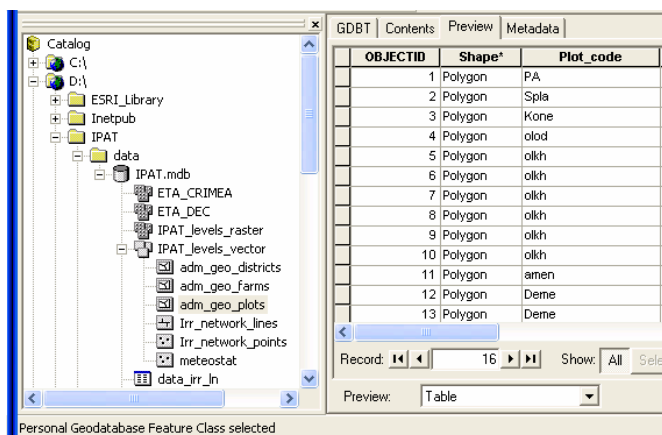 Catalog
C:\
D:\
ESRI_Library
Inetpub
IPAT
data
IPAT.mdb
ETA_CRIMEA
ETA_DEC
IPAT_levels_raster
IPAT_levels_vector
adm_geo_districts
adm_geo_farms
adm_geo_plots
Irr_network_lines
Irr_network_points
meteostat
data_irr_ln
GDBT Contents Preview Metadata
OBJECTID Shape* Plot_code
1 Polygon PA
2 Polygon Spla
3 Polygon Kone
4 Polygon olod
5 Polygon olkh
6 Polygon olkh
7 Polygon olkh
8 Polygon olkh
9 Polygon olkh
10 Polygon olkh
11 Polygon amen
12 Polygon Deme
13 Polygon Deme
Record: 16 Show: All Sele
Preview: Table
Personal Geodatabase Feature Class selected